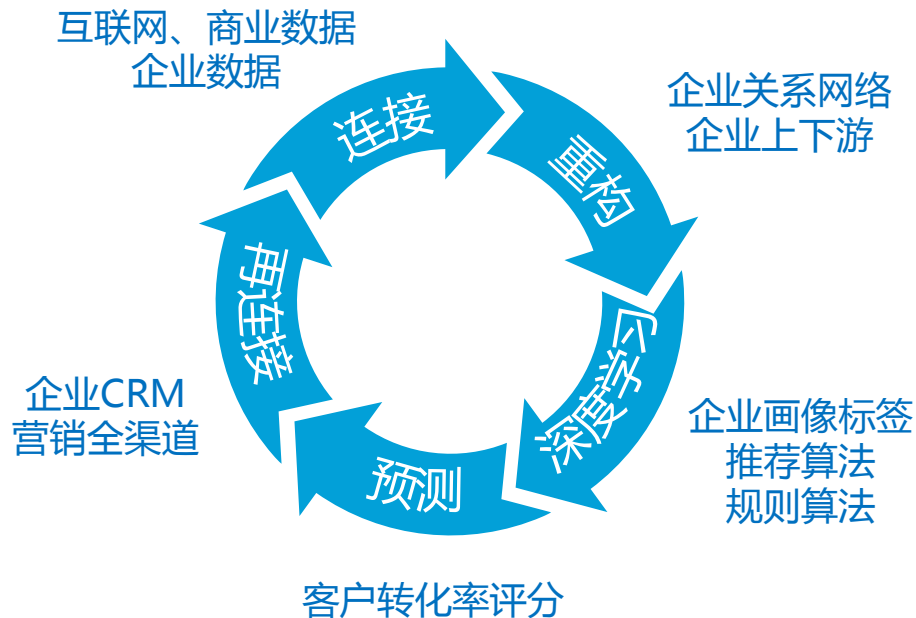 互联网、商业数据
企业数据
连接
企业关系网络
企业上下游
重构
深度学习
企业画像标签
推荐算法
规则算法
预测
客户转化率评分
再连接
企业CRM
营销全渠道